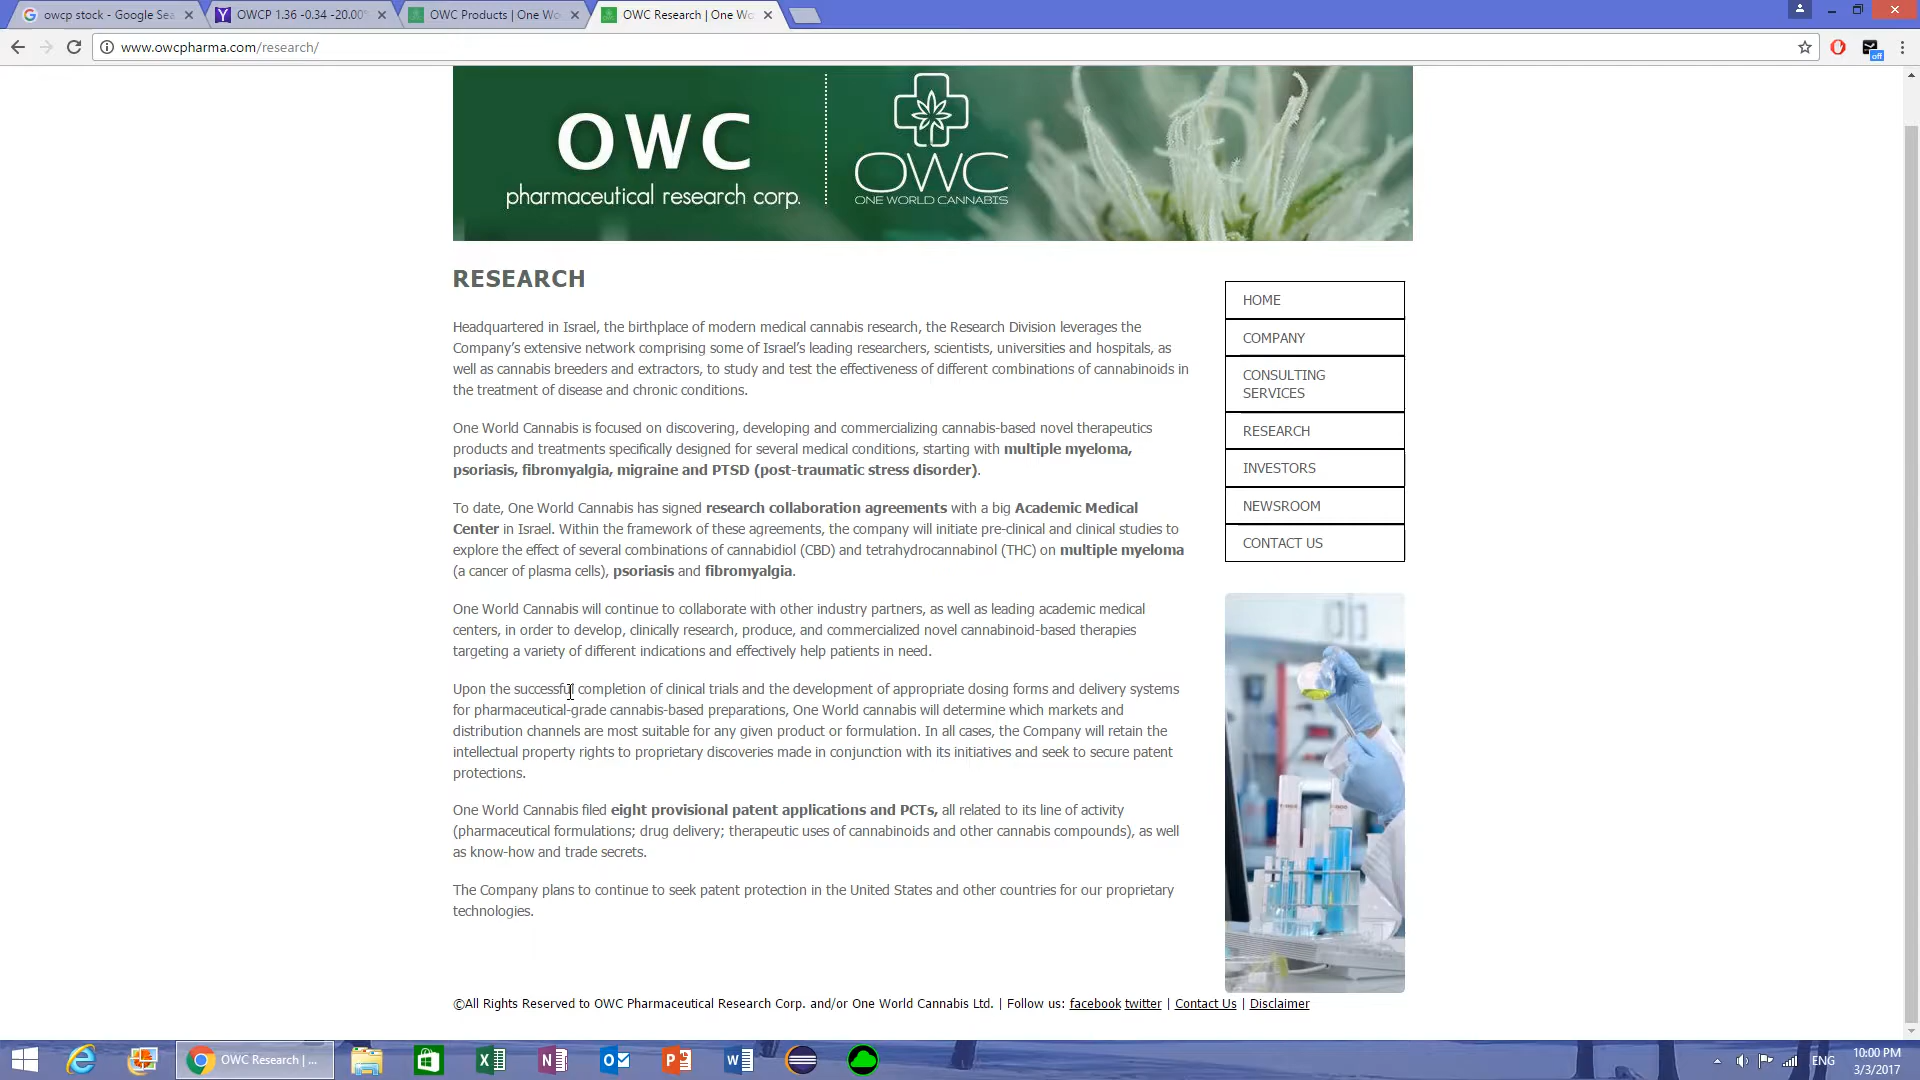 owcp stock - Google Sea
OWCP 1.36 -0.34 -20.00%
OWC Products | One Wo
OWC Research | One Wo
www.owcpharma.com/research/
off
OWC
pharmaceutical research corp.
OWC
ONE WORLD CANNABIS
RESEARCH
Headquartered in Israel, the birthplace of modern medical cannabis research, the Research Division leverages the
Company's extensive network comprising some of Israel's leading researchers, scientists, universities and hospitals, as
well as cannabis breeders and extractors, to study and test the effectiveness of different combinations of cannabinoids in
the treatment of disease and chronic conditions.
One World Cannabis is focused on discovering, developing and commercializing cannabis-based novel therapeutics
products and treatments specifically designed for several medical conditions, starting with multiple myeloma,
psoriasis, fibromyalgia, migraine and PTSD (post-traumatic stress disorder).
To date, One World Cannabis has signed research collaboration agreements with a big Academic Medical
Center in Israel. Within the framework of these agreements, the company will initiate pre-clinical and clinical studies to
explore the effect of several combinations of cannabidiol (CBD) and tetrahydrocannabinol (THC) on multiple myeloma
(a cancer of plasma cells), psoriasis and fibromyalgia.
One World Cannabis will continue to collaborate with other industry partners, as well as leading academic medical
centers, in order to develop, clinically research, produce, and commercialized novel cannabinoid-based therapies
targeting a variety of different indications and effectively help patients in need.
Upon the successful completion of clinical trials and the development of appropriate dosing forms and delivery systems
for pharmaceutical-grade cannabis-based preparations, One World cannabis will determine which markets and
distribution channels are most suitable for any given product or formulation. In all cases, the Company will retain the
intellectual property rights to proprietary discoveries made in conjunction with its initiatives and seek to secure patent
protections.
One World Cannabis filed eight provisional patent applications and PCTs, all related to its line of activity
(pharmaceutical formulations; drug delivery; therapeutic uses of cannabinoids and other cannabis compounds), as well
as know-how and trade secrets.
The Company plans to continue to seek patent protection in the United States and other countries for our proprietary
technologies.
HOME
COMPANY
CONSULTING
SERVICES
RESEARCH
INVESTORS
NEWSROOM
CONTACT US
©All Rights Reserved to OWC Pharmaceutical Research Corp. and/or One World Cannabis Ltd. | Follow us: facebook twitter | Contact Us | Disclaimer
OWC Research | ...
ENG
10:00 PM
3/3/2017